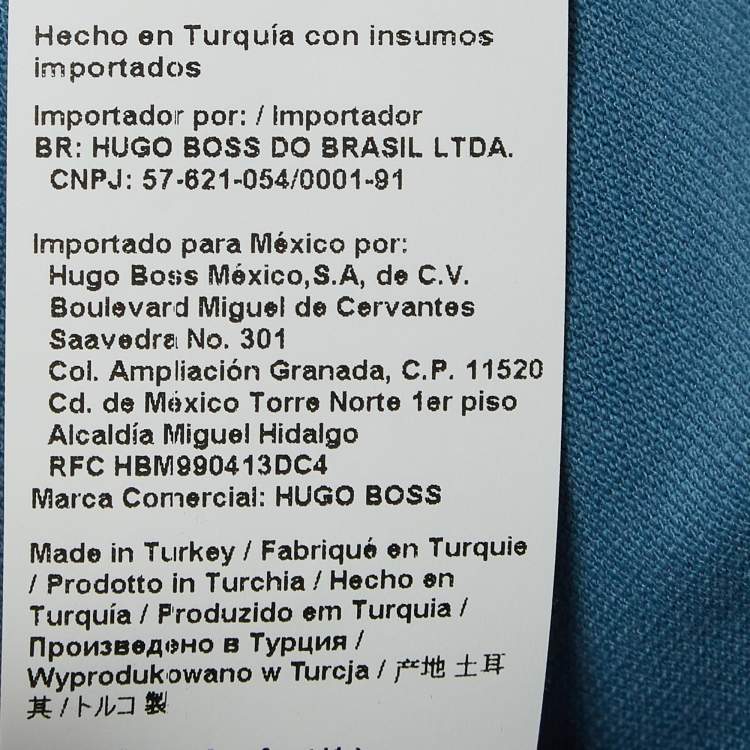 Hecho en Turquía con insumos
importados
Importador por: / Importador
BR: HUGO BOSS DO BRASIL LTDA.
CNPJ: 57-621-054/0001-91
Importado para México por:
Hugo Boss México,S.A, de C.V.
Boulevard Miguel de Cervantes
Saavedra No. 301
Col. Ampliación Granada, C.P. 11520
Cd. de México Torre Norte 1er piso
Alcaldía Miguel Hidalgo
RFC HBM990413DC4
Marca Comercial: HUGO BOSS
Made in Turkey / Fabriqué en Turquie
/ Prodotto in Turchia / Hecho en
Turquía / Produzido em Turquia /
Произведено в Турция /
Wyprodukowano w Turcja / 产地 土耳
其 / トルコ 製